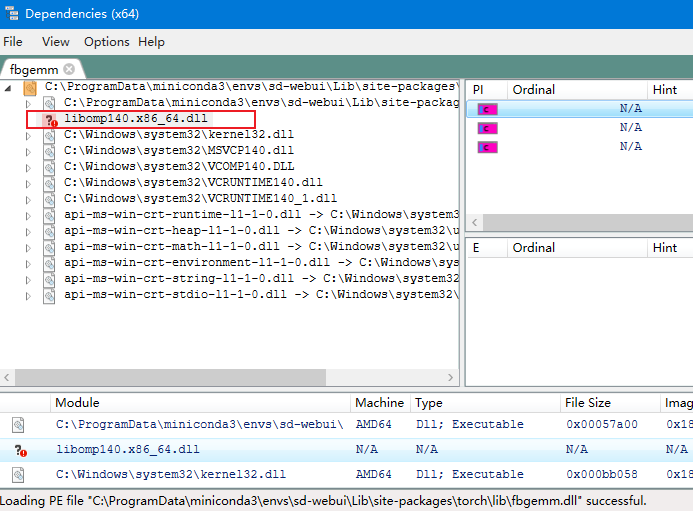 Dependencies (x64)
File View Options Help
fbgemm
C:\ProgramData\miniconda3\envs\sd-webui\Lib\site-packages\
C:\ProgramData\miniconda3\envs\sd-webui\Lib\site-packag
libomp140.x86_64.dll
C:\Windows\system32\kernel32.dll
C:\Windows\system32\MSVCP140.dll
C:\Windows\system32\VCOMP140.DLL
C:\Windows\system32\VCRUNTIME140.dll
C:\Windows\system32\VCRUNTIME140_1.dll
api-ms-win-crt-runtime-l1-1-0.dll -> C:\Windows\system3
api-ms-win-crt-heap-l1-1-0.dll -> C:\Windows\system32\u
api-ms-win-crt-math-l1-1-0.dll -> C:\Windows\system32\u
api-ms-win-crt-environment-l1-1-0.dll -> C:\Windows\sys
api-ms-win-crt-string-l1-1-0.dll -> C:\Windows\system32
api-ms-win-crt-stdio-l1-1-0.dll -> C:\Windows\system32\
PI Ordinal Hint
C N/A
C N/A
C N/A
E Ordinal Hint
Module Machine Type File Size Imag
C:\ProgramData\miniconda3\envs\sd-webui\ AMD64 Dll; Executable 0x00057a00 0x18
libomp140.x86_64.dll N/A N/A N/A N/A
C:\Windows\system32\kernel32.dll AMD64 Dll; Executable 0x000bb058 0x18
Loading PE file "C:\ProgramData\miniconda3\envs\sd-webui\Lib\site-packages\torch\lib\fbgemm.dll" successful.